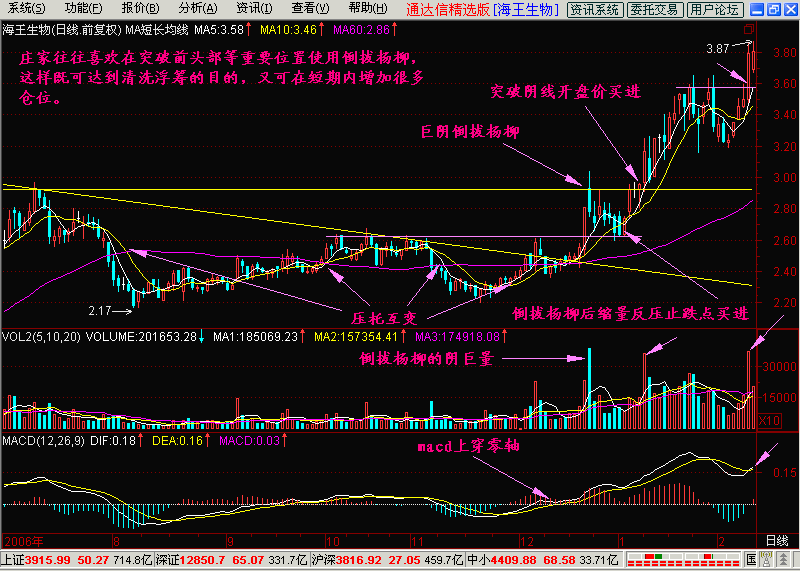 系统(S) 功能(F) 报价(B) 分析(A) 资讯(I) 查看(V) 帮助(H) 通达信精选版 [海王生物] 资讯系统 委托交易 用户论坛
海王生物(日线.前复权) MA短长均线 MA5:3.58↑ MA10:3.46↑ MA60:2.86↑
庄家往往喜欢在突破前头部等重要位置使用倒拔杨柳，
这样既可达到清洗浮筹的目的，又可在短期内增加很多
仓位。
3.87
3.80
3.60
突破阴线开盘价买进
3.40
巨阴倒拔杨柳
3.20
3.00
2.80
2.60
2.40
2.20
2.17
压托互变
倒拔杨柳后缩量反压止跌点买进
VOL2(5,10,20) VOLUME:201653.28↓ MA1:185069.23↑ MA2:157354.41↑ MA3:174918.08↑
倒拔杨柳的阴巨量
30000
15000
X10
MACD(12,26,9) DIF:0.18↑ DEA:0.16↑ MACD:0.03↑
macd上穿零轴
0.15
2006年 8 9 10 11 12 1 2 日线
上证3915.99 50.27 714.8亿 深证12850.7 65.07 331.7亿 沪深3816.92 27.05 459.7亿 中小4409.88 68.58 33.71亿 国